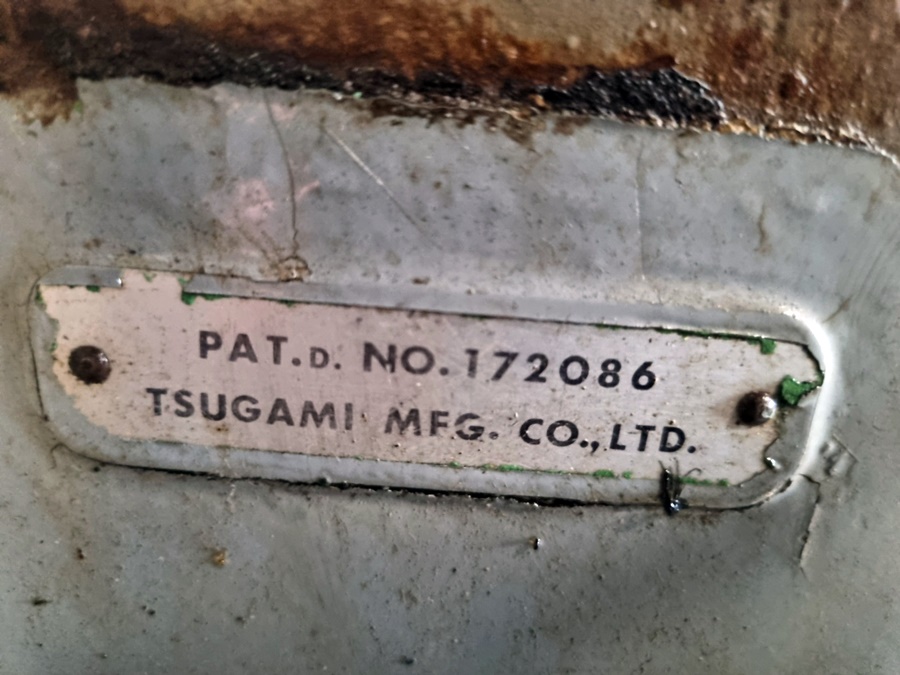 PAT.D. NO.172086
TSUGAMI MFG. CO., LTD.